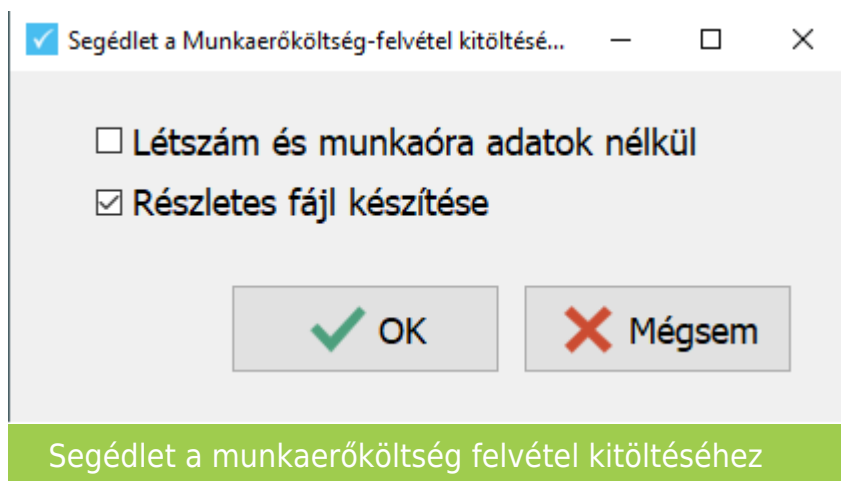 Segédlet a Munkaerőköltség-felvétel kitöltésé...
Létszám és munkaóra adatok nélkül
Részletes fájl készítése
OK Mégsem
Segédlet a munkaerőköltség felvétel kitöltéséhez